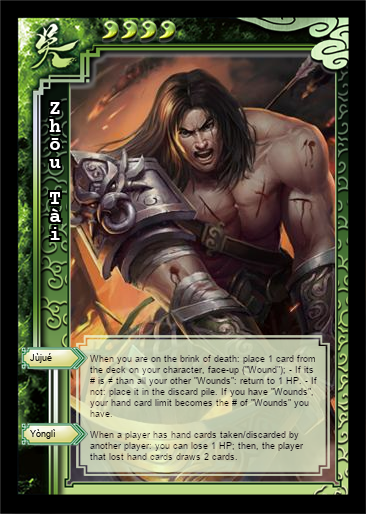 吳
Zhōu Tài
Jùjué
When you are on the brink of death: place 1 card from
the deck on your character, face-up ("Wound"); - If its
# is ≠ than all your other "Wounds": return to 1 HP. - If
not: place it in the discard pile. If you have "Wounds",
your hand card limit becomes the # of "Wounds" you
have.
Yònglì
When a player has hand cards taken/discarded by
another player: you can lose 1 HP; then, the player
that lost hand cards draws 2 cards.